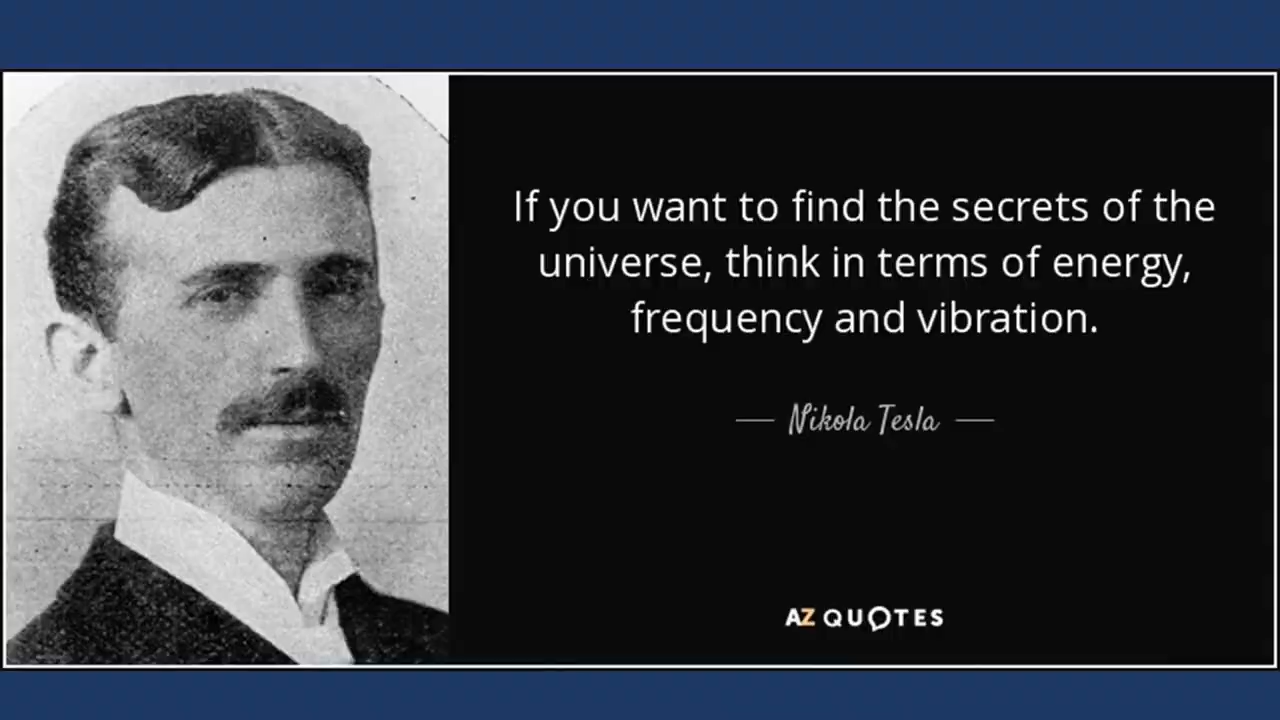 If you want to find the secrets of the
universe, think in terms of energy,
frequency and vibration.
Nikola Tesla
AZ QUOTES